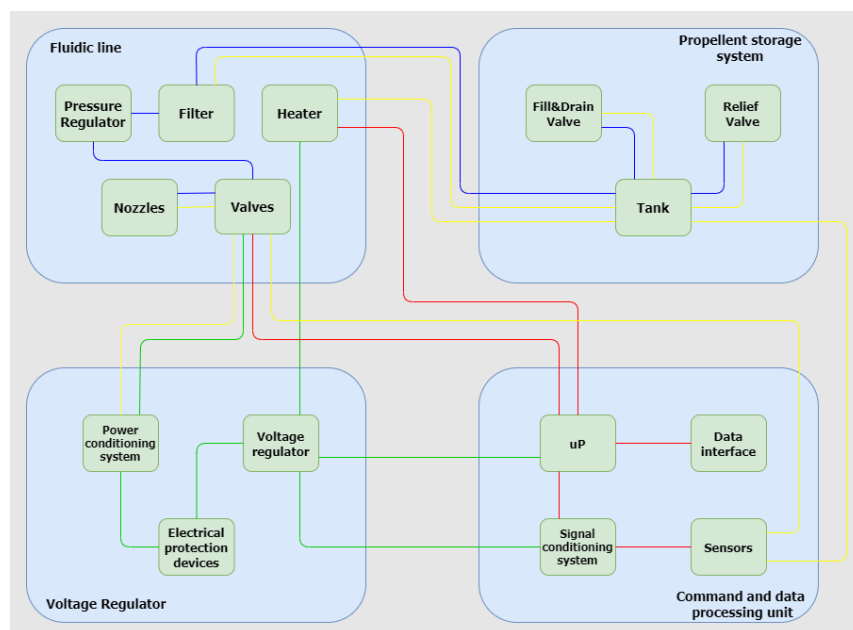 Fluidic line
Pressure
Regulator
Filter
Heater
Nozzles
Valves
Propellent storage
system
Fill&Drain
Valve
Relief
Valve
Tank
Power
conditioning
system
Voltage
regulator
Electrical
protection
devices
Voltage Regulator
uP
Data
interface
Signal
conditioning
system
Sensors
Command and data
processing unit